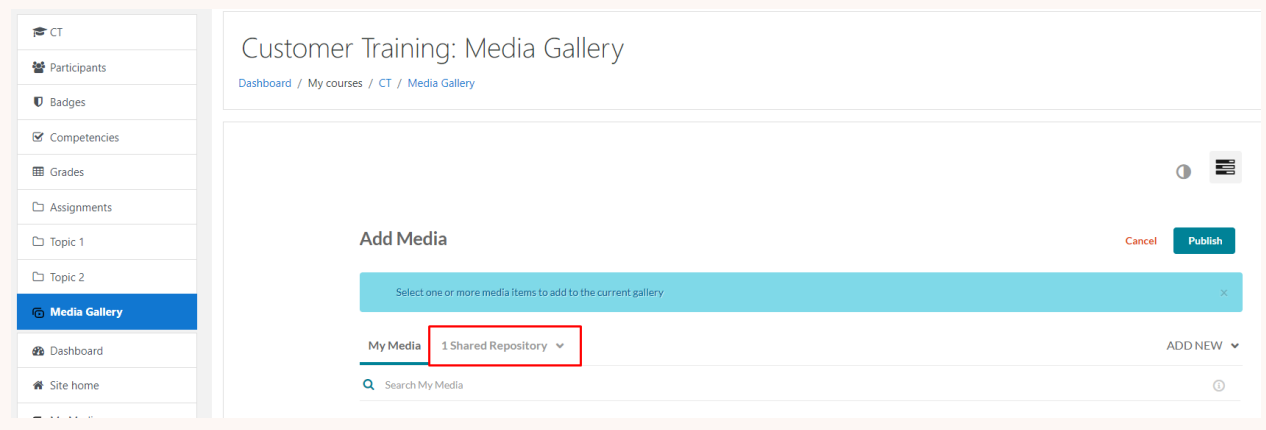 CT
Participants
Badges
Competencies
Grades
Assignments
Topic 1
Topic 2
Media Gallery
Dashboard
Site home
Customer Training: Media Gallery
Dashboard / My courses / CT / Media Gallery
Add Media
Cancel
Publish
Select one or more media items to add to the current gallery
×
My Media
1 Shared Repository
ADD NEW
Search My Media